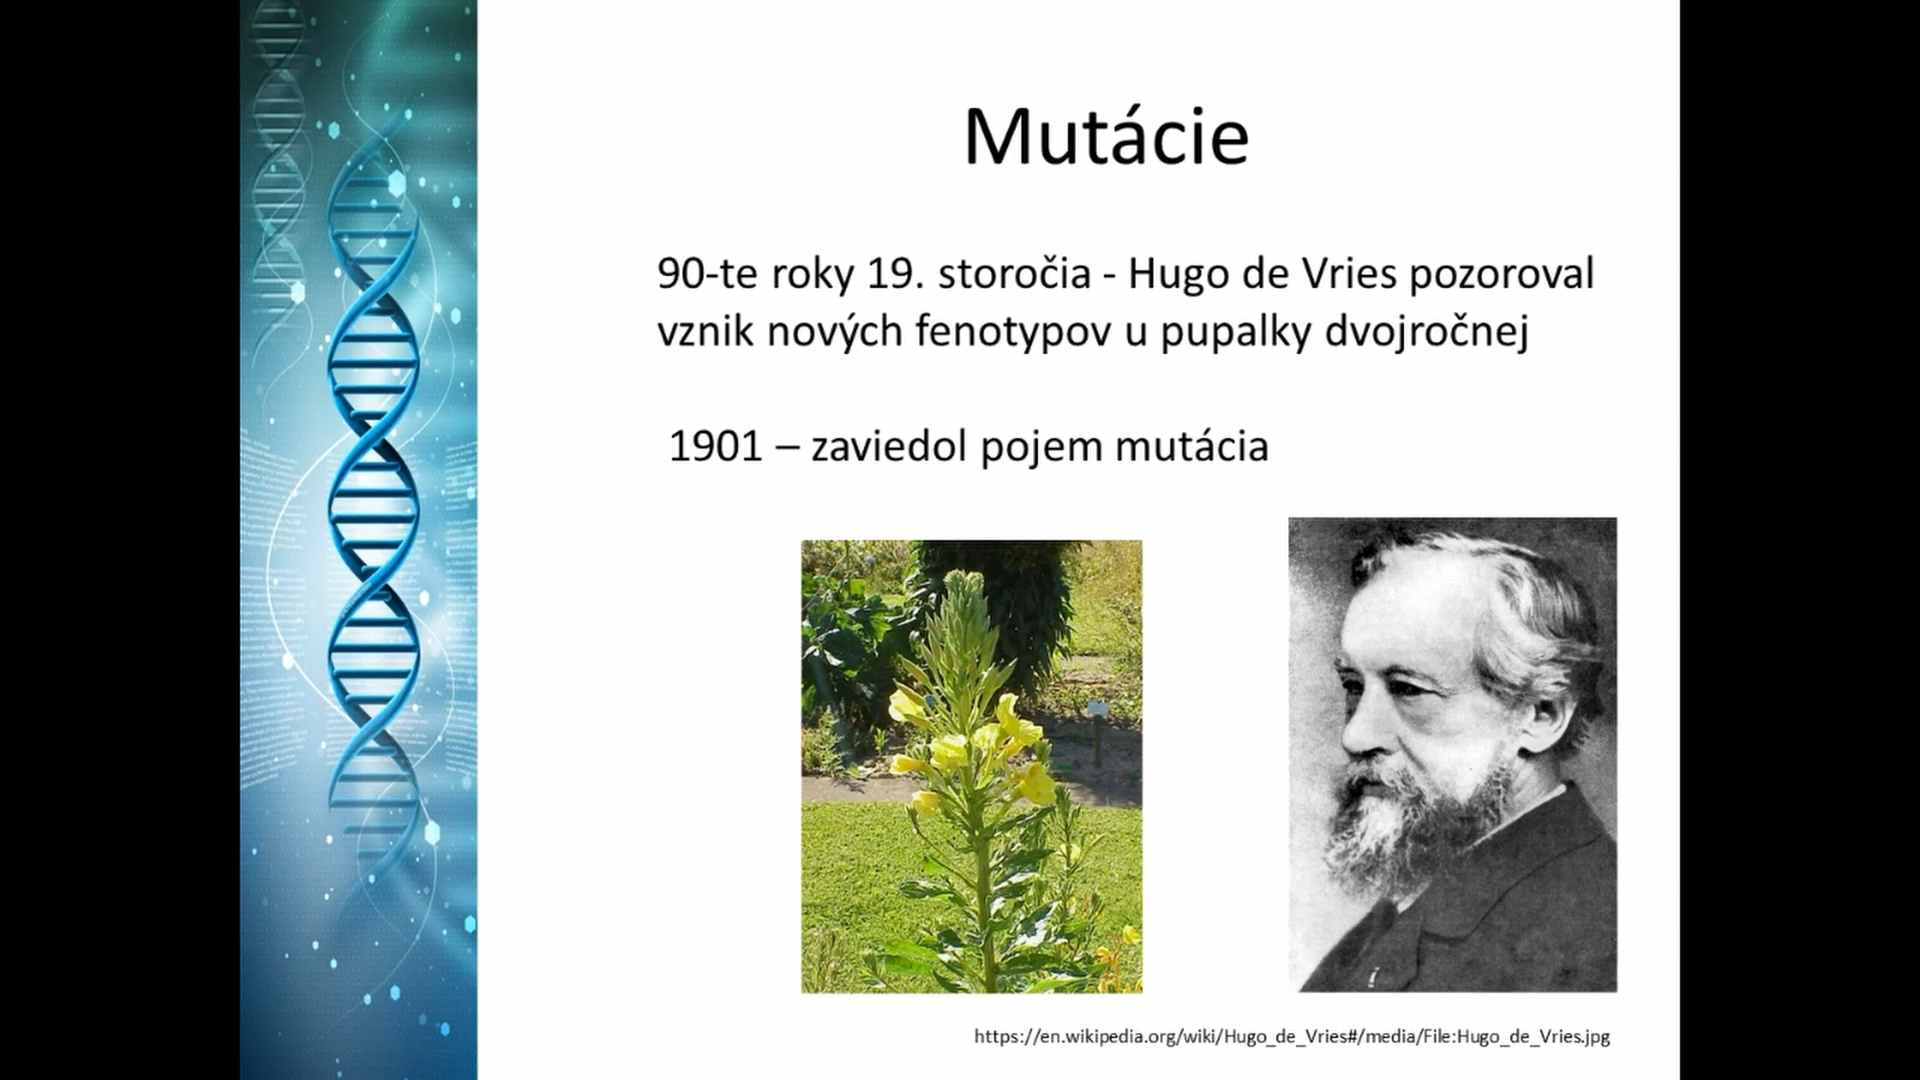 Mutácie
90-te roky 19. storočia - Hugo de Vries pozoroval
vznik nových fenotypov u pupalky dvojročnej
1901 – zaviedol pojem mutácia
https://en.wikipedia.org/wiki/Hugo_de_Vries#/media/File:Hugo_de_Vries.jpg